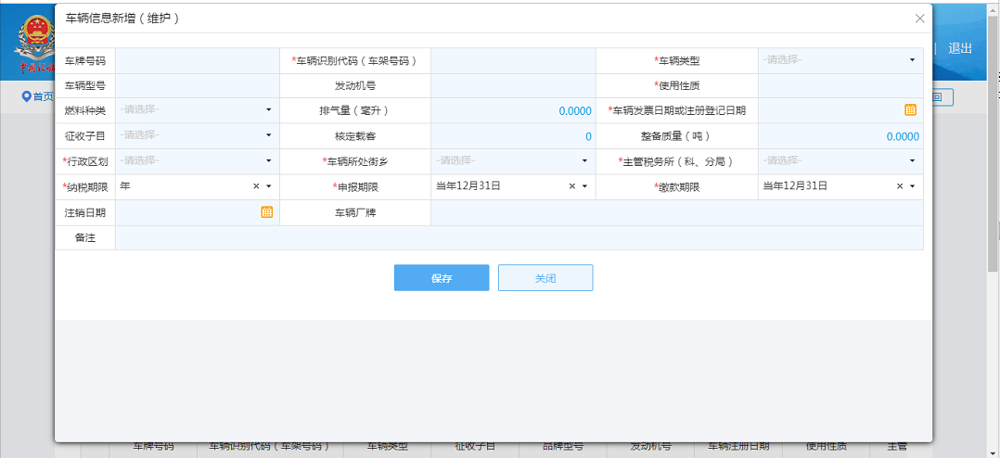 车辆信息新增（维护）
退出
首页
回
车牌号码 *车辆识别代码（车架号码） *车辆类型 -请选择-
车辆型号 发动机号 *使用性质
燃料种类 -请选择- 排气量（毫升） 0.0000 *车辆发票日期或注册登记日期
征收子目 -请选择- 核定载客 0 整备质量（吨） 0.0000
*行政区划 -请选择- *车辆所处街乡 -请选择- *主管税务所（科、分局） -请选择-
*纳税期限 年 *申报期限 当年12月31日 *缴款期限 当年12月31日
注销日期 车辆厂牌
备注
保存 关闭
车牌号码 车辆识别代码（车架号码） 车辆类型 征收子目 品牌型号 发动机号 车辆注册日期 使用性质 主管